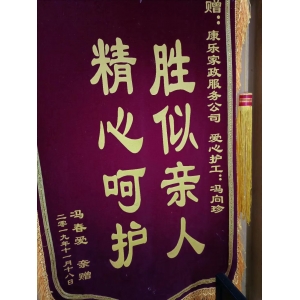 赠：康乐家政服务公司 爱心护工：冯向珍
胜似亲人
精心呵护
冯春爱 亲赠
二零一九年十一月十八日